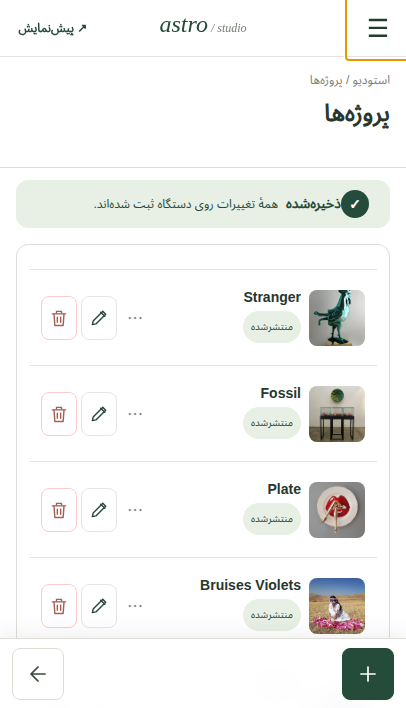 ☰
astro / studio
پیش‌نمایش ↗
استودیو / پروژه‌ها
پروژه‌ها
✓ ذخیره‌شده همهٔ تغییرات روی دستگاه ثبت شده‌اند.
Stranger
منتشرشده
...
Fossil
منتشرشده
...
Plate
منتشرشده
...
Bruises Violets
منتشرشده
...